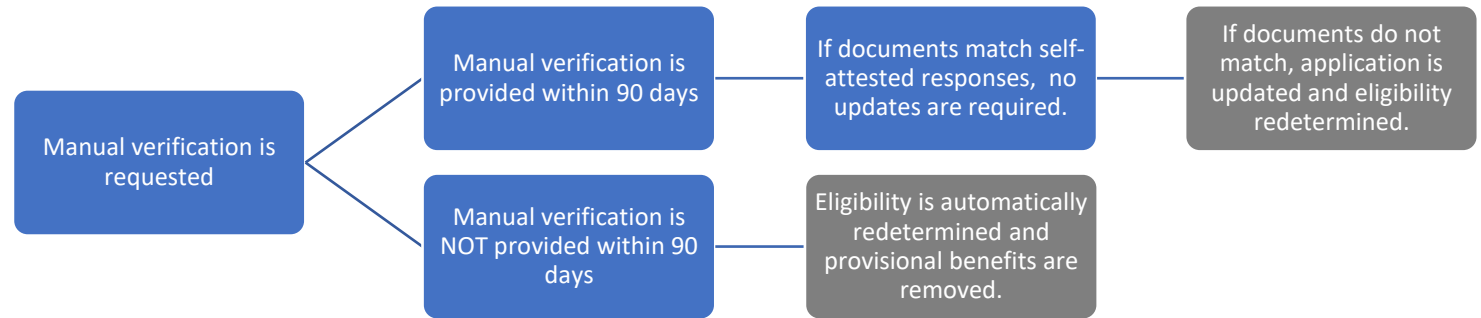 Manual verification is
requested
Manual verification is
provided within 90 days
If documents match self-
attested responses, no
updates are required.
If documents do not
match, application is
updated and eligibility
redetermined.
Manual verification is
NOT provided within 90
days
Eligibility is automatically
redetermined and
provisional benefits are
removed.